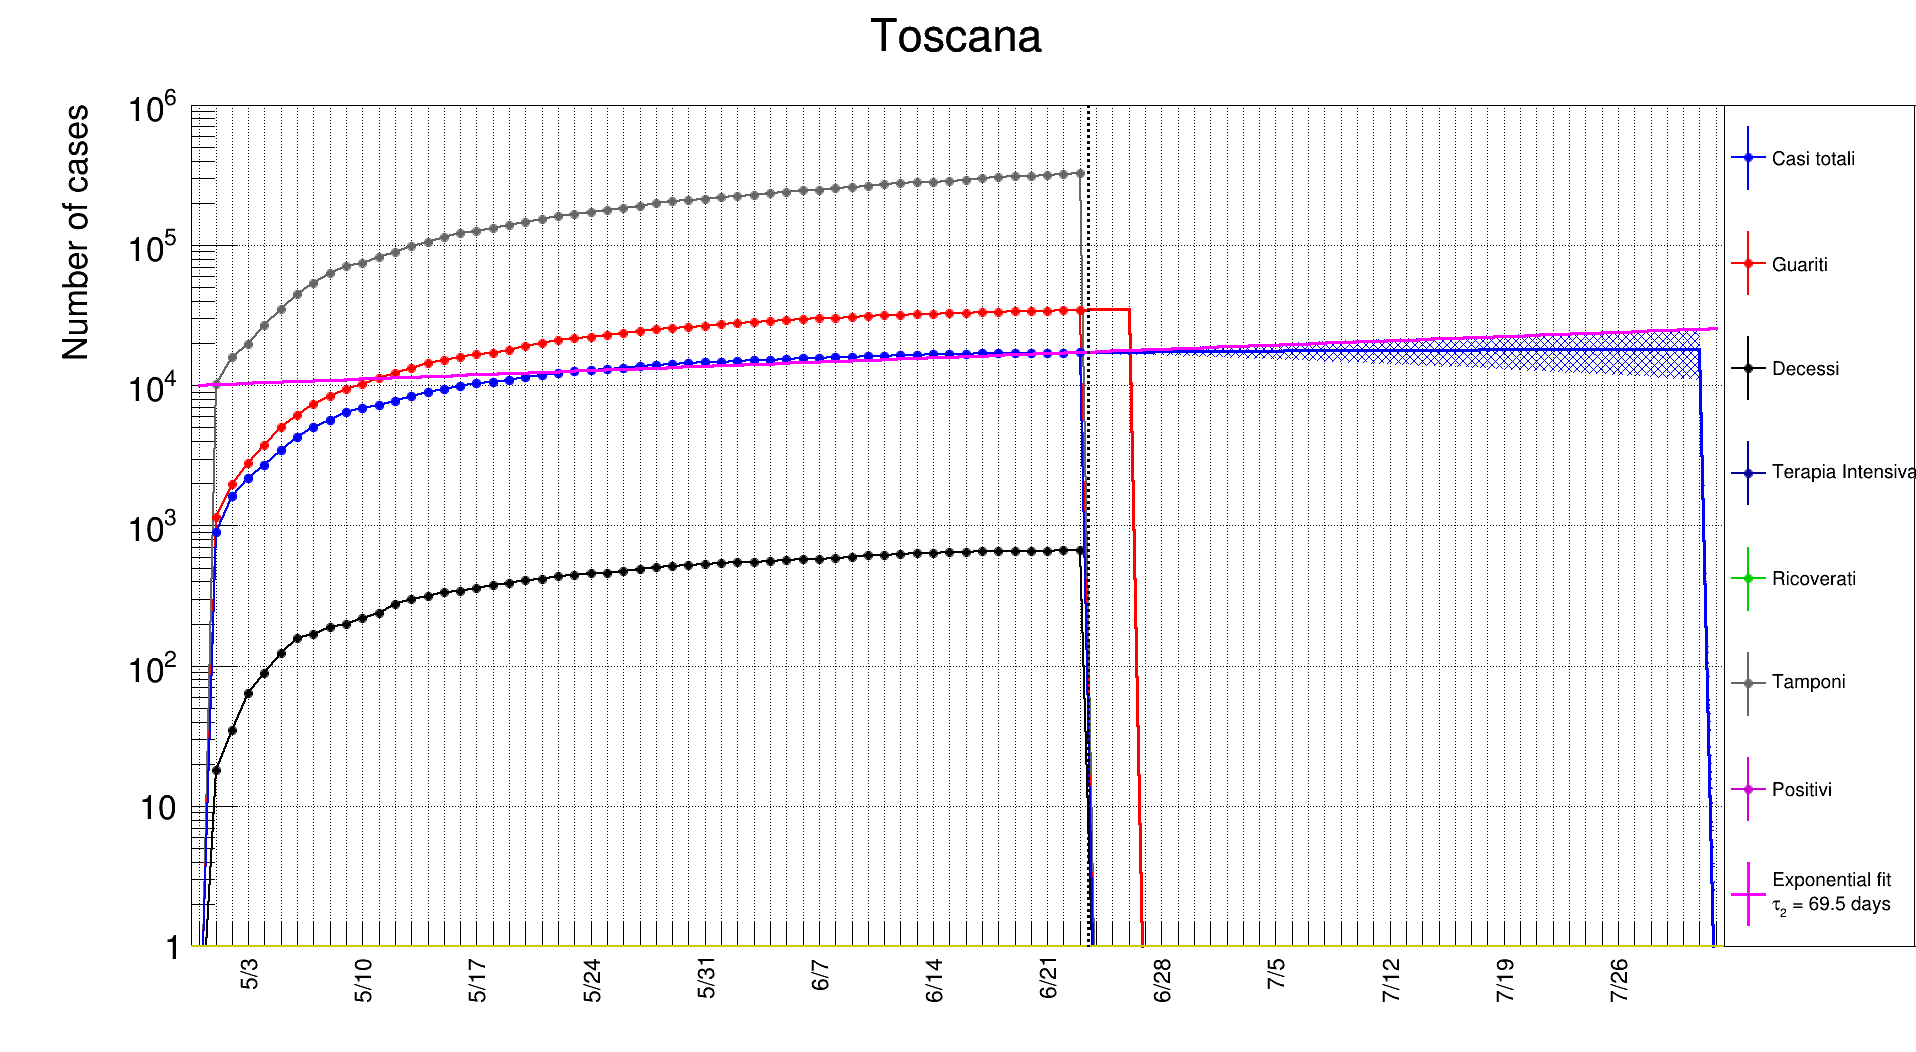 Toscana
Number of cases
10^6
10^5
10^4
10^3
10^2
10
1
5/3
5/10
5/17
5/24
5/31
6/7
6/14
6/21
6/28
7/5
7/12
7/19
7/26
Casi totali
Guariti
Decessi
Terapia Intensiva
Ricoverati
Tamponi
Positivi
Exponential fit
τ₂ = 69.5 days